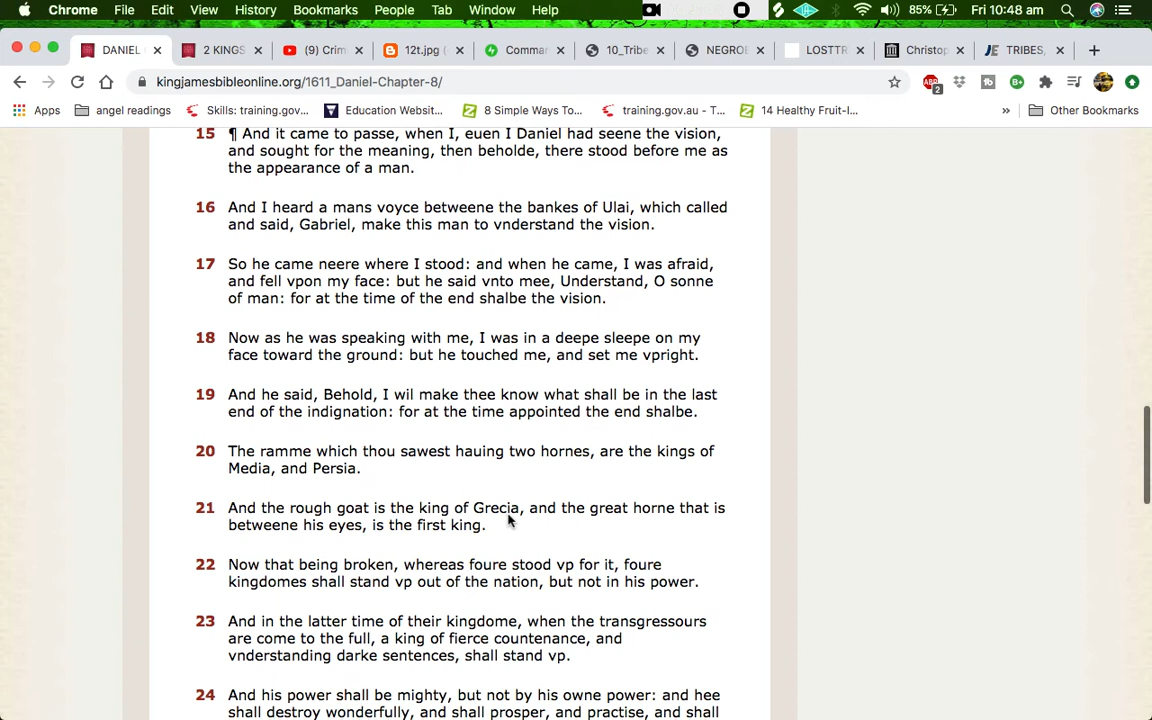 Chrome File Edit View History Bookmarks People Tab Window Help 85% Fri 10:48 am
DANIEL 2 KINGS (9) Crim 12t.jpg ( Comman 10_Tribe NEGROE LOSTTR Christop TRIBES,
kingjamesbibleonline.org/1611_Daniel-Chapter-8/ ABP 2
Apps angel readings Skills: training.gov... Education Websit... 8 Simple Ways To... training.gov.au - T... 14 Healthy Fruit-I... » Other Bookmarks
15 ¶ And it came to passe, when I, euen I Daniel had seene the vision,
and sought for the meaning, then beholde, there stood before me as
the appearance of a man.
16 And I heard a mans voyce betweene the bankes of Ulai, which called
and said, Gabriel, make this man to vnderstand the vision.
17 So he came neere where I stood: and when he came, I was afraid,
and fell vpon my face: but he said vnto mee, Understand, O sonne
of man: for at the time of the end shalbe the vision.
18 Now as he was speaking with me, I was in a deepe sleepe on my
face toward the ground: but he touched me, and set me vpright.
19 And he said, Behold, I wil make thee know what shall be in the last
end of the indignation: for at the time appointed the end shalbe.
20 The ramme which thou sawest hauing two hornes, are the kings of
Media, and Persia.
21 And the rough goat is the king of Grecia, and the great horne that is
betweene his eyes, is the first king.
22 Now that being broken, whereas foure stood vp for it, foure
kingdomes shall stand vp out of the nation, but not in his power.
23 And in the latter time of their kingdome, when the transgressours
are come to the full, a king of fierce countenance, and
vnderstanding darke sentences, shall stand vp.
24 And his power shall be mighty, but not by his owne power: and hee
shall destroy wonderfully, and shall prosper, and practise, and shall